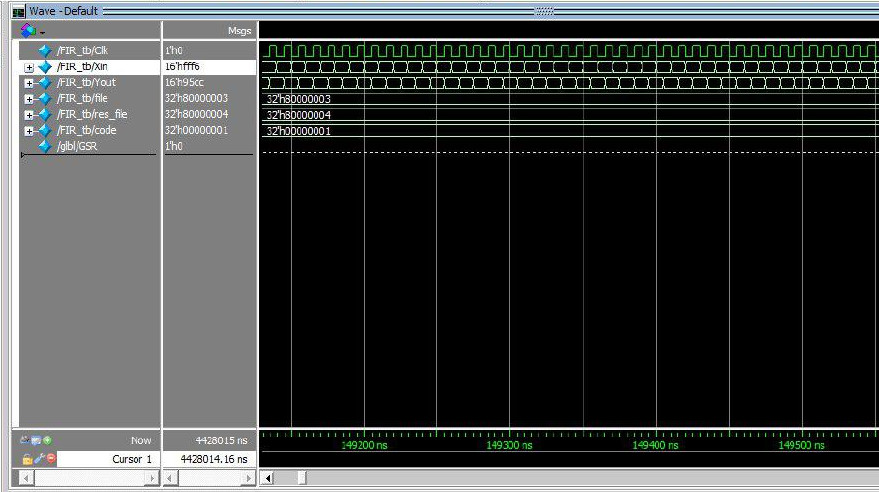 Wave - Default
Msgs
/FIR_tb/Clk 1'h0
/FIR_tb/Xin 16'hfff6
/FIR_tb/Yout 16'h95cc
/FIR_tb/file 32'h80000003 32'h80000003
/FIR_tb/res_file 32'h80000004 32'h80000004
/FIR_tb/code 32'h00000001 32'h00000001
/glbl/GSR 1'h0
Now 4428015 ns 149200 ns 149300 ns 149400 ns 149500 ns
Cursor 1 4428014.16 ns